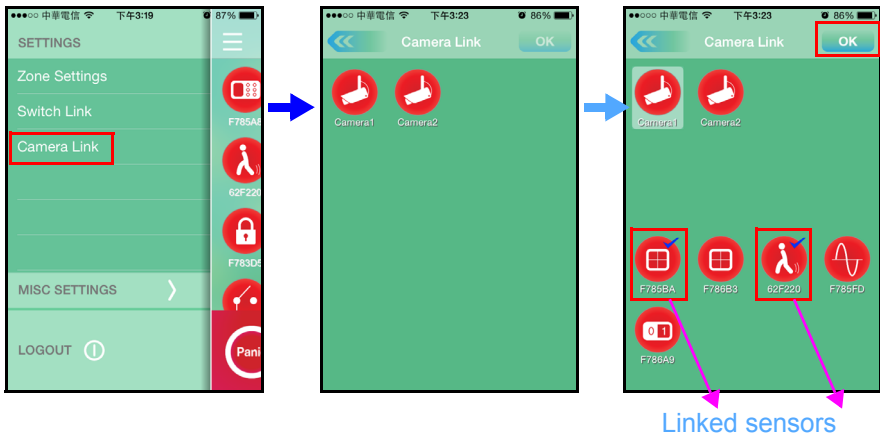 中華電信 下午3:19 87%
SETTINGS
Zone Settings
Switch Link
Camera Link
MISC SETTINGS
LOGOUT
F785A8
62F220
F783D5
Pani
中華電信 下午3:23 86%
Camera Link OK
Camera1 Camera2
中華電信 下午3:23 86%
Camera Link OK
Camera1 Camera2
F785BA F786B3 62F220 F785FD
0 1
F786A9
Linked sensors